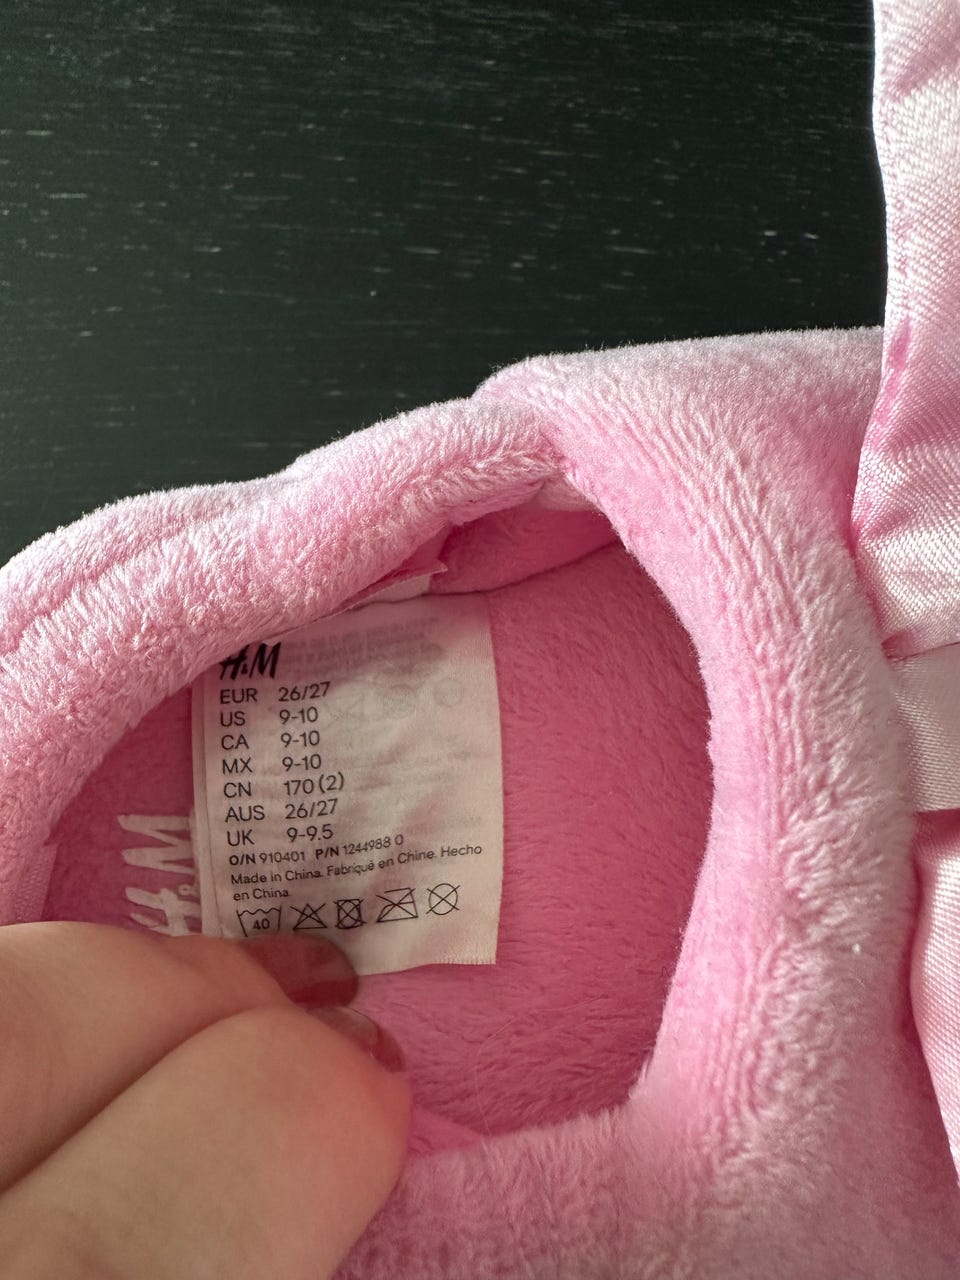 H&M
EUR 26/27
US 9-10
CA 9-10
MX 9-10
CN 170(2)
AUS 26/27
UK 9-9.5
O/N 910401 P/N 1244988 0
Made in China. Fabriqué en Chine. Hecho
en China.
40
H&M